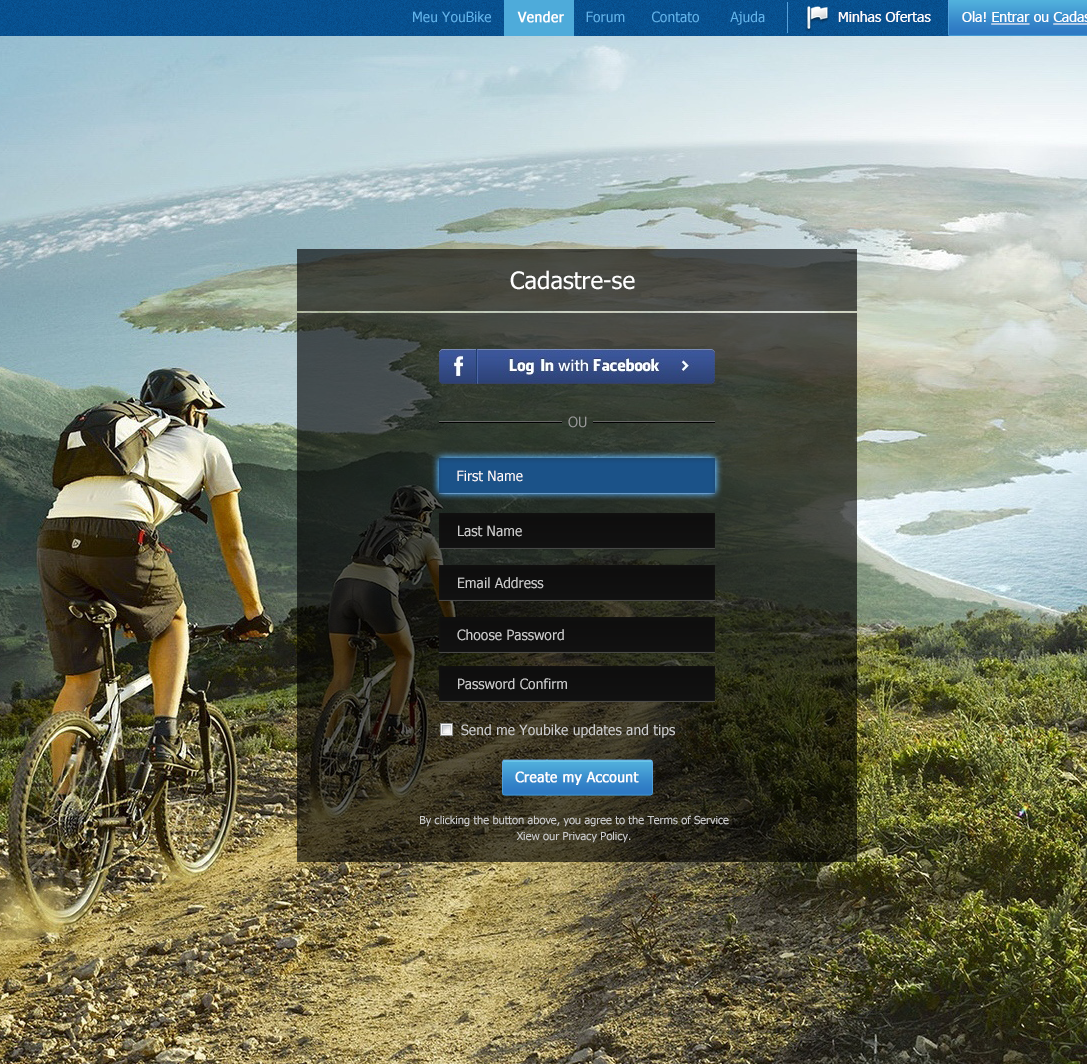 Meu YouBike Vender Forum Contato Ajuda Minhas Ofertas Ola! Entrar ou Cadas
Cadastre-se
f Log In with Facebook
OU
First Name
Last Name
Email Address
Choose Password
Password Confirm
Send me Youbike updates and tips
Create my Account
By clicking the button above, you agree to the Terms of Service
Xiew our Privacy Policy.